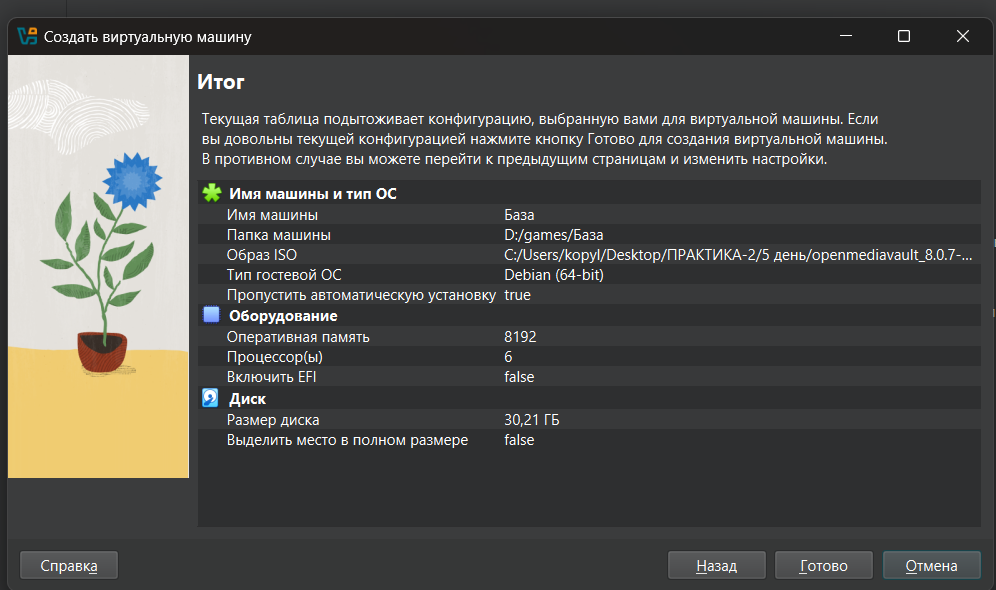 Создать виртуальную машину
Итог
Текущая таблица подытоживает конфигурацию, выбранную вами для виртуальной машины. Если
вы довольны текущей конфигурацией нажмите кнопку Готово для создания виртуальной машины.
В противном случае вы можете перейти к предыдущим страницам и изменить настройки.
Имя машины и тип ОС
Имя машины База
Папка машины D:/games/База
Образ ISO C:/Users/kopyl/Desktop/ПРАКТИКА-2/5 день/openmediavault_8.0.7-...
Тип гостевой ОС Debian (64-bit)
Пропустить автоматическую установку true
Оборудование
Оперативная память 8192
Процессор(ы) 6
Включить EFI false
Диск
Размер диска 30,21 ГБ
Выделить место в полном размере false
Справка Назад Готово Отмена